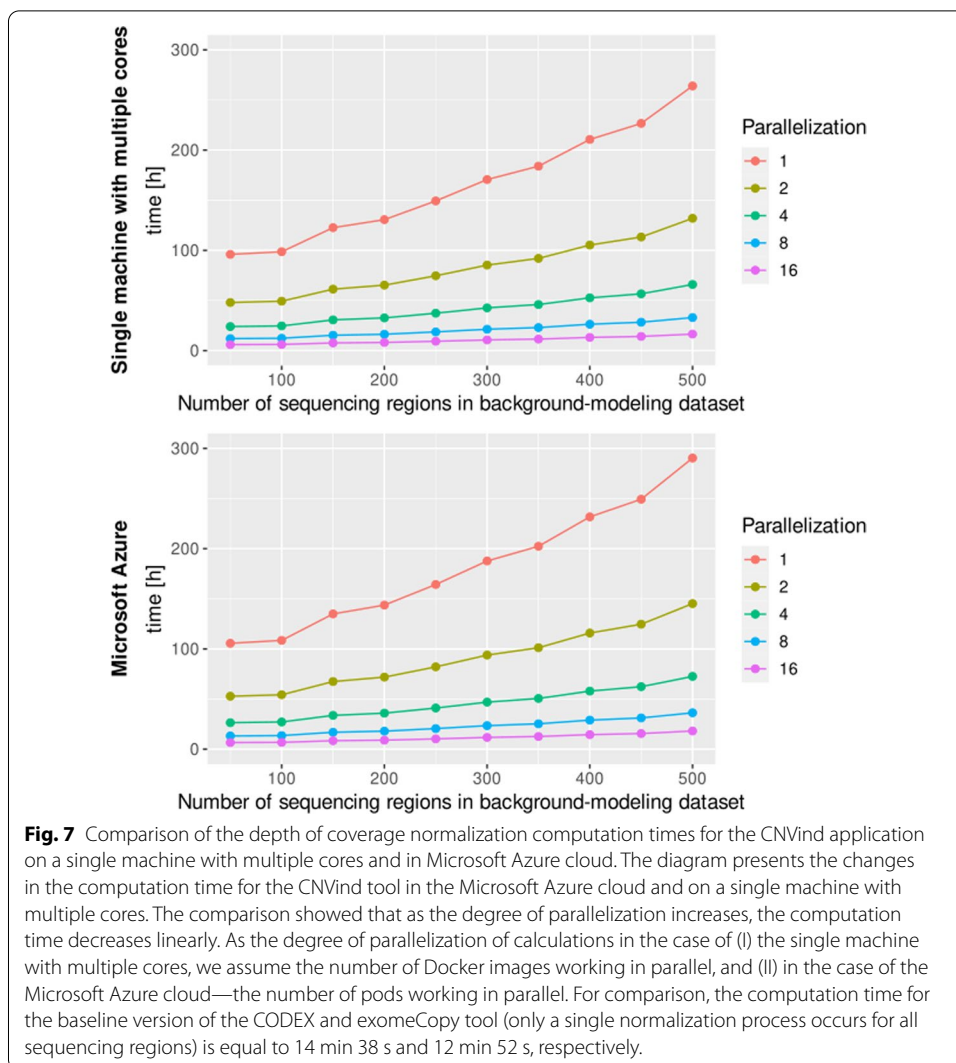 Single machine with multiple cores
time [h]
300
200
100
0
100
200
300
400
500
Number of sequencing regions in background-modeling dataset
Parallelization
1
2
4
8
16
Microsoft Azure
time [h]
300
200
100
0
100
200
300
400
500
Number of sequencing regions in background-modeling dataset
Parallelization
1
2
4
8
16
Fig. 7 Comparison of the depth of coverage normalization computation times for the CNVind application
on a single machine with multiple cores and in Microsoft Azure cloud. The diagram presents the changes
in the computation time for the CNVind tool in the Microsoft Azure cloud and on a single machine with
multiple cores. The comparison showed that as the degree of parallelization increases, the computation
time decreases linearly. As the degree of parallelization of calculations in the case of (I) the single machine
with multiple cores, we assume the number of Docker images working in parallel, and (II) in the case of the
Microsoft Azure cloud—the number of pods working in parallel. For comparison, the computation time for
the baseline version of the CODEX and exomeCopy tool (only a single normalization process occurs for all
sequencing regions) is equal to 14 min 38 s and 12 min 52 s, respectively.